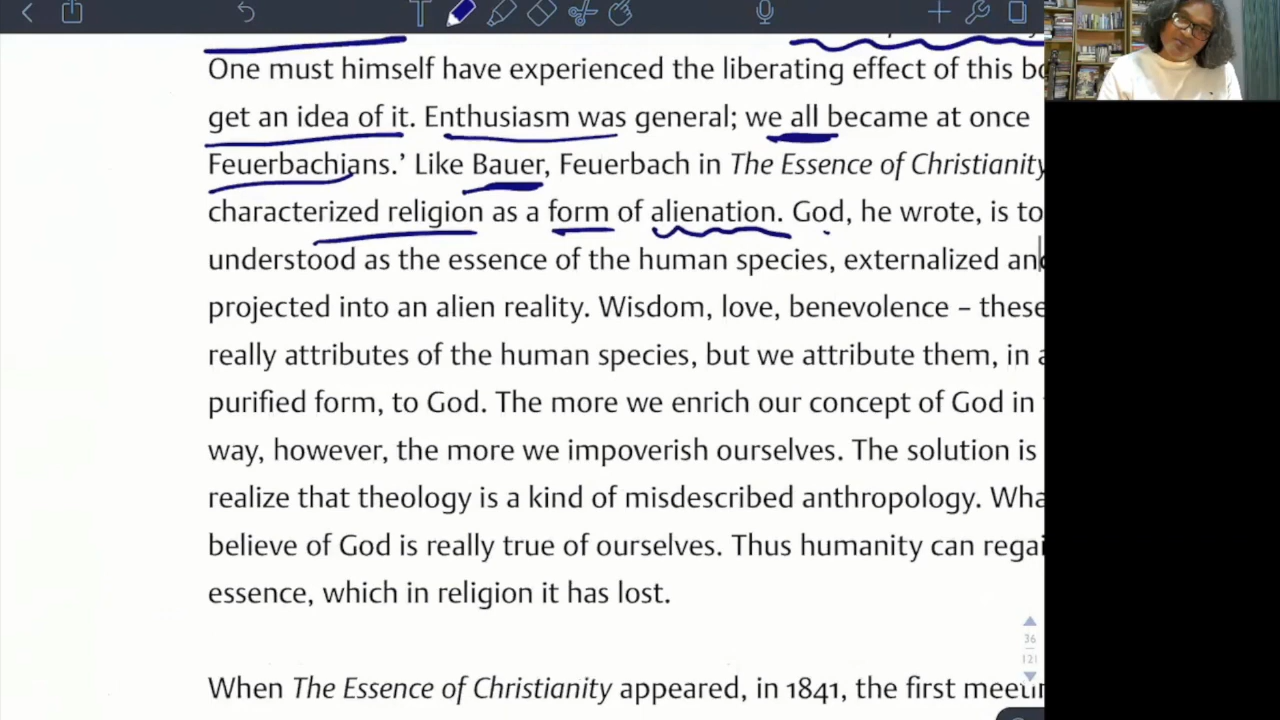 One must himself have experienced the liberating effect of this
get an idea of it. Enthusiasm was general; we all became at once
Feuerbachians.’ Like Bauer, Feuerbach in The Essence of Christianity
characterized religion as a form of alienation. God, he wrote, is to
understood as the essence of the human species, externalized and
projected into an alien reality. Wisdom, love, benevolence – these
really attributes of the human species, but we attribute them, in
purified form, to God. The more we enrich our concept of God in
way, however, the more we impoverish ourselves. The solution is
realize that theology is a kind of misdescribed anthropology.
believe of God is really true of ourselves. Thus humanity can
essence, which in religion it has lost.
36
121
When The Essence of Christianity appeared, in 1841, the first